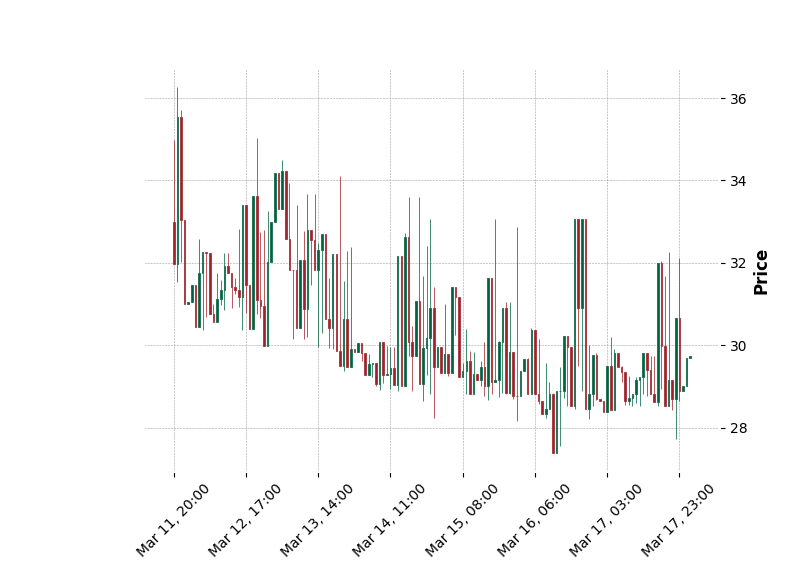 36
34
32
30
28
Price
Mar 11, 20:00
Mar 12, 17:00
Mar 13, 14:00
Mar 14, 11:00
Mar 15, 08:00
Mar 16, 06:00
Mar 17, 03:00
Mar 17, 23:00